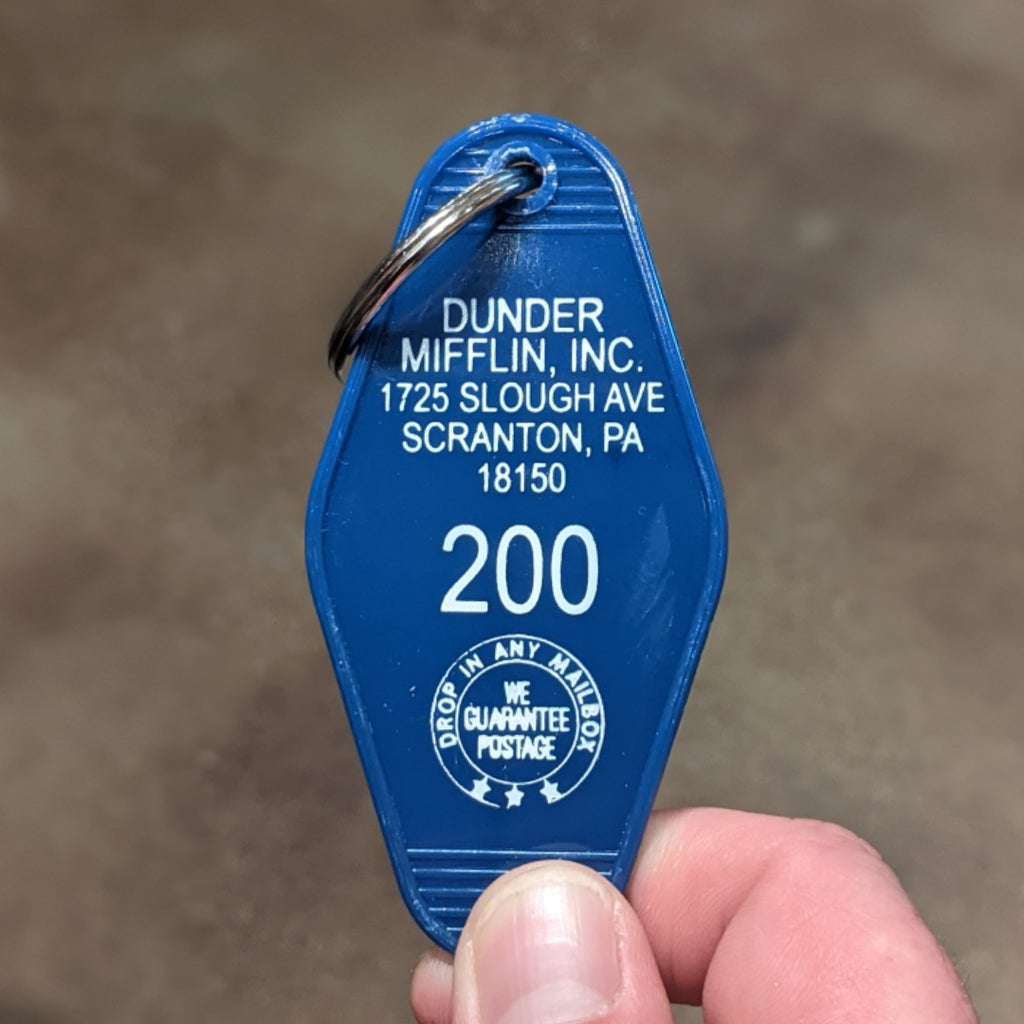 DUNDER
MIFFLIN, INC.
1725 SLOUGH AVE
SCRANTON, PA
18150
200
DROP IN ANY MAILBOX
WE
GUARANTEE
POSTAGE